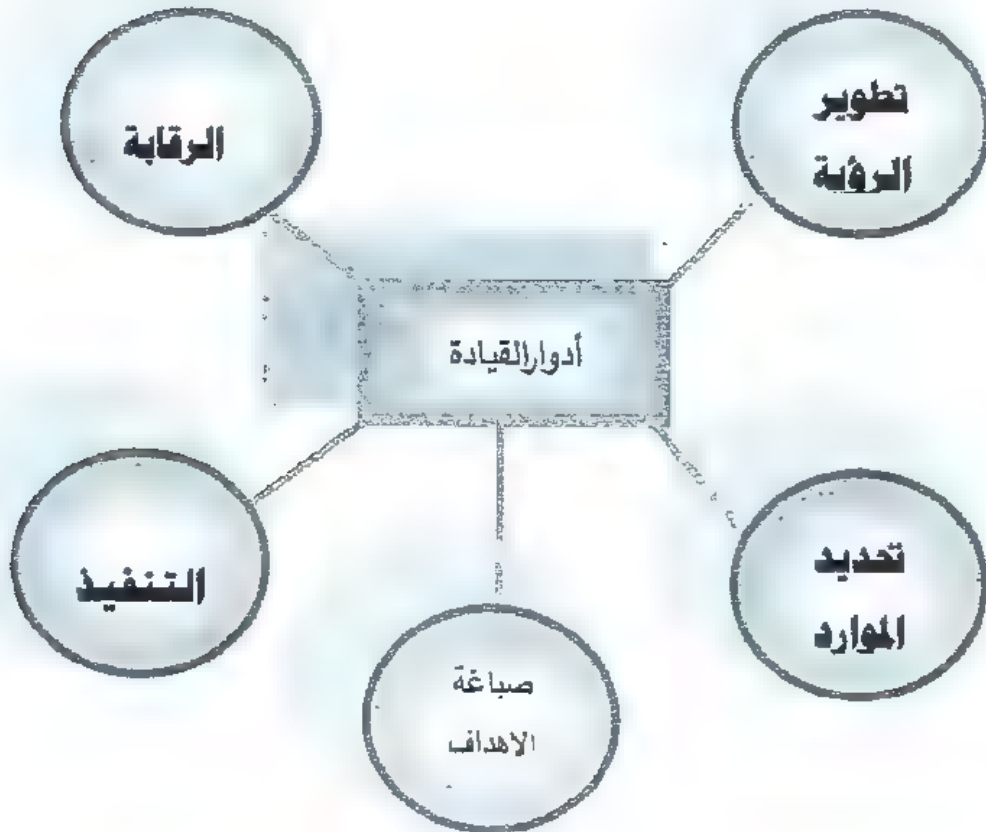 تطوير
الرؤية
الرقابة
أدوارالقيادة
تحديد
الموارد
التنفيذ
صياغة
الاهداف